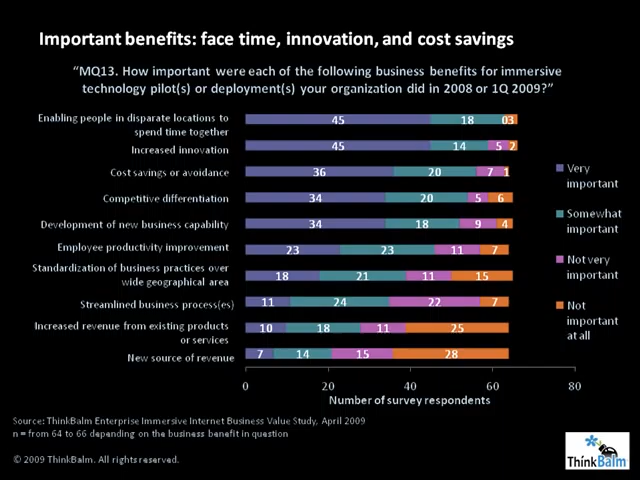 Important benefits: face time, innovation, and cost savings
“MQ13. How important were each of the following business benefits for immersive
technology pilot(s) or deployment(s) your organization did in 2008 or 1Q 2009?”
Enabling people in disparate locations to
spend time together
45 18 0 3
Increased innovation
45 14 5 2
Cost savings or avoidance
36 20 7 1
Competitive differentiation
34 20 5 6
Development of new business capability
34 18 9 4
Employee productivity improvement
23 23 11 7
Standardization of business practices over
wide geographical area
18 21 11 15
Streamlined business process(es)
11 24 22 7
Increased revenue from existing products
or services
10 18 11 25
New source of revenue
7 14 15 28
Very
important
Somewhat
important
Not very
important
Not
important
at all
0 20 40 60 80
Number of survey respondents
Source: ThinkBalm Enterprise Immersive Internet Business Value Study, April 2009
n = from 64 to 66 depending on the business benefit in question
© 2009 ThinkBalm. All rights reserved.
ThinkBalm